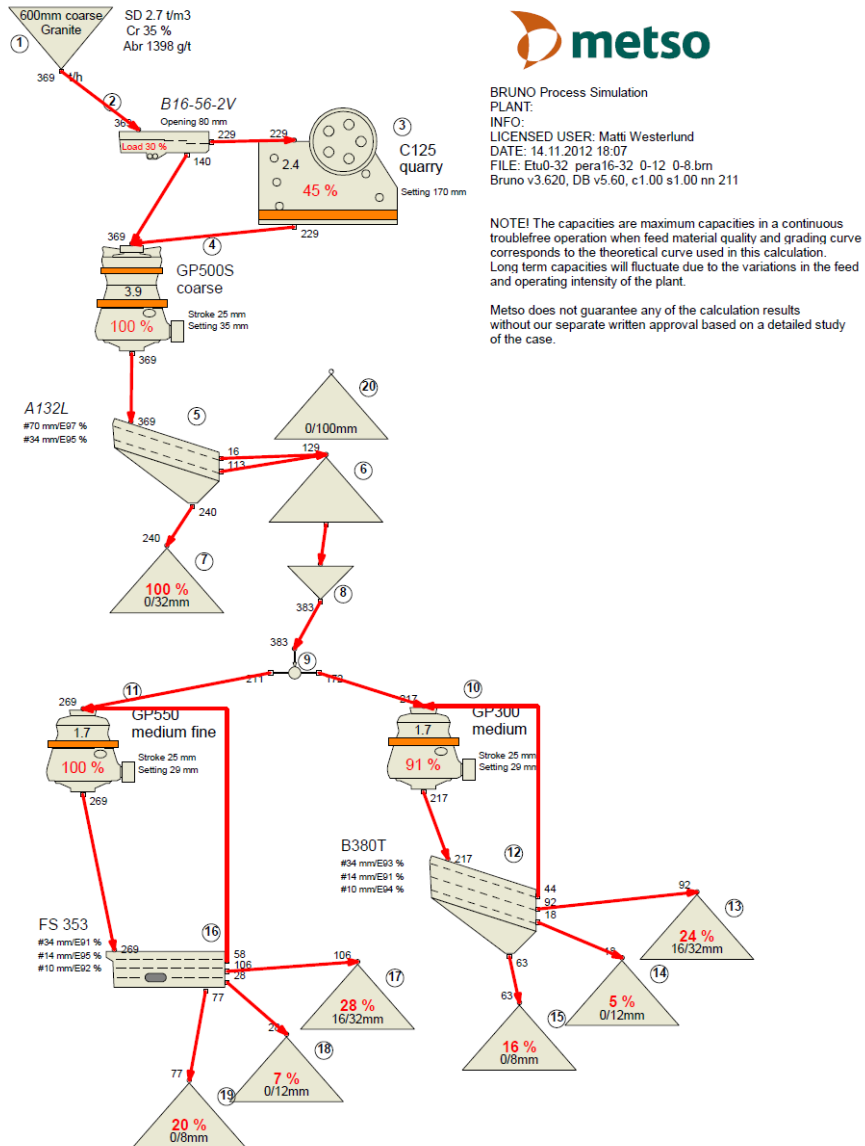 600mm coarse
Granite
SD 2.7 t/m3
Cr 35 %
Abr 1398 g/t
1
369
t/h
2
metso
BRUNO Process Simulation
PLANT:
INFO:
LICENSED USER: Matti Westerlund
DATE: 14.11.2012 18:07
FILE: Etu0-32 pera16-32 0-12 0-8.brn
Bruno v3.620, DB v5.60, c1.00 s1.00 nn 211
NOTE! The capacities are maximum capacities in a continuous
troublefree operation when feed material quality and grading curve
corresponds to the theoretical curve used in this calculation.
Long term capacities will fluctuate due to the variations in the feed
and operating intensity of the plant.
Metso does not guarantee any of the calculation results
without our separate written approval based on a detailed study
of the case.
B16-56-2V
Opening 80 mm
Load 30 %
229
140
229
3
C125
quarry
2.4
45 %
Setting 170 mm
229
4
369
GP500S
coarse
3.9
100 %
Stroke 25 mm
Setting 35 mm
369
A132L
#70 mm/E97 %
#34 mm/E95 %
369
5
16
113
240
20
0/100mm
129
6
240
7
100 %
0/32mm
8
383
383
9
211
172
11
269
GP550
medium fine
1.7
100 %
Stroke 25 mm
Setting 29 mm
269
10
217
GP300
medium
1.7
91 %
Stroke 25 mm
Setting 29 mm
217
B380T
#34 mm/E93 %
#14 mm/E91 %
#10 mm/E94 %
217
12
44
92
18
63
92
13
24 %
16/32mm
14
5 %
0/12mm
63
15
16 %
0/8mm
FS 353
#34 mm/E91 %
#14 mm/E95 %
#10 mm/E92 %
269
16
58
106
28
77
106
17
28 %
16/32mm
28
18
7 %
0/12mm
77
19
20 %
0/8mm